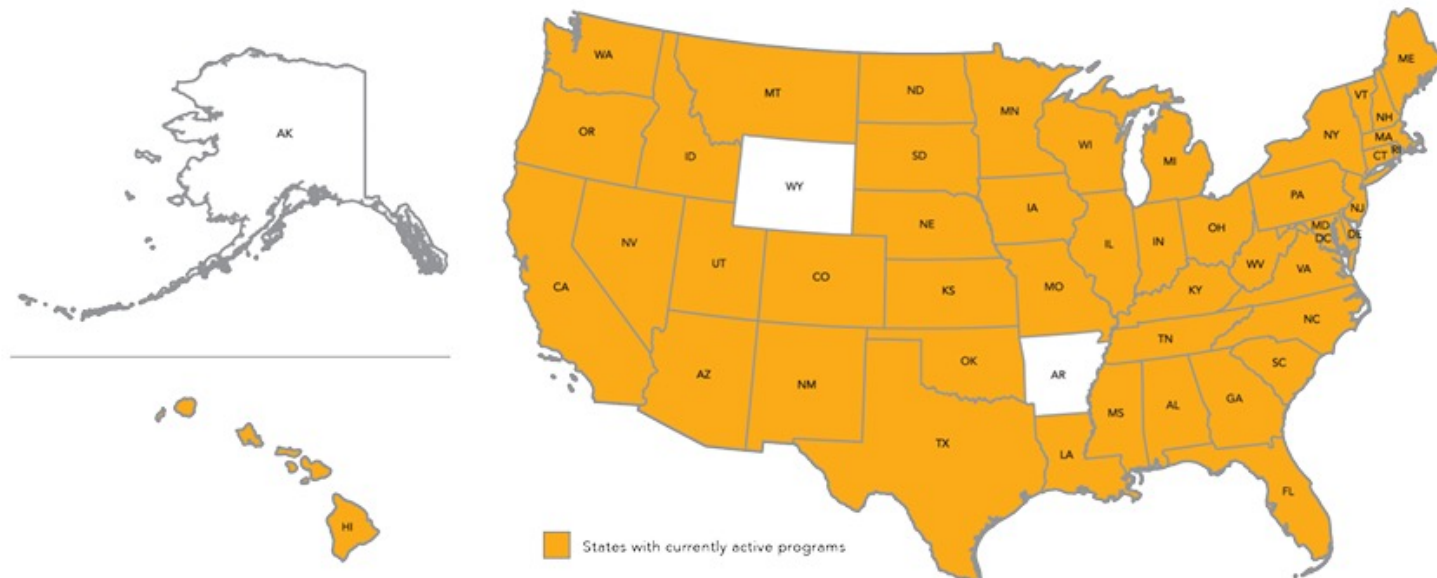 WA
MT
ND
MN
ME
VT
NH
AK
OR
ID
SD
WI
MI
NY
MA
CT
RI
WY
NE
IA
PA
NJ
NV
UT
CO
KS
MO
IL
IN
OH
WV
MD
DC
DE
VA
CA
KY
NC
TN
AZ
NM
OK
AR
SC
MS
AL
GA
TX
LA
FL
HI
States with currently active programs